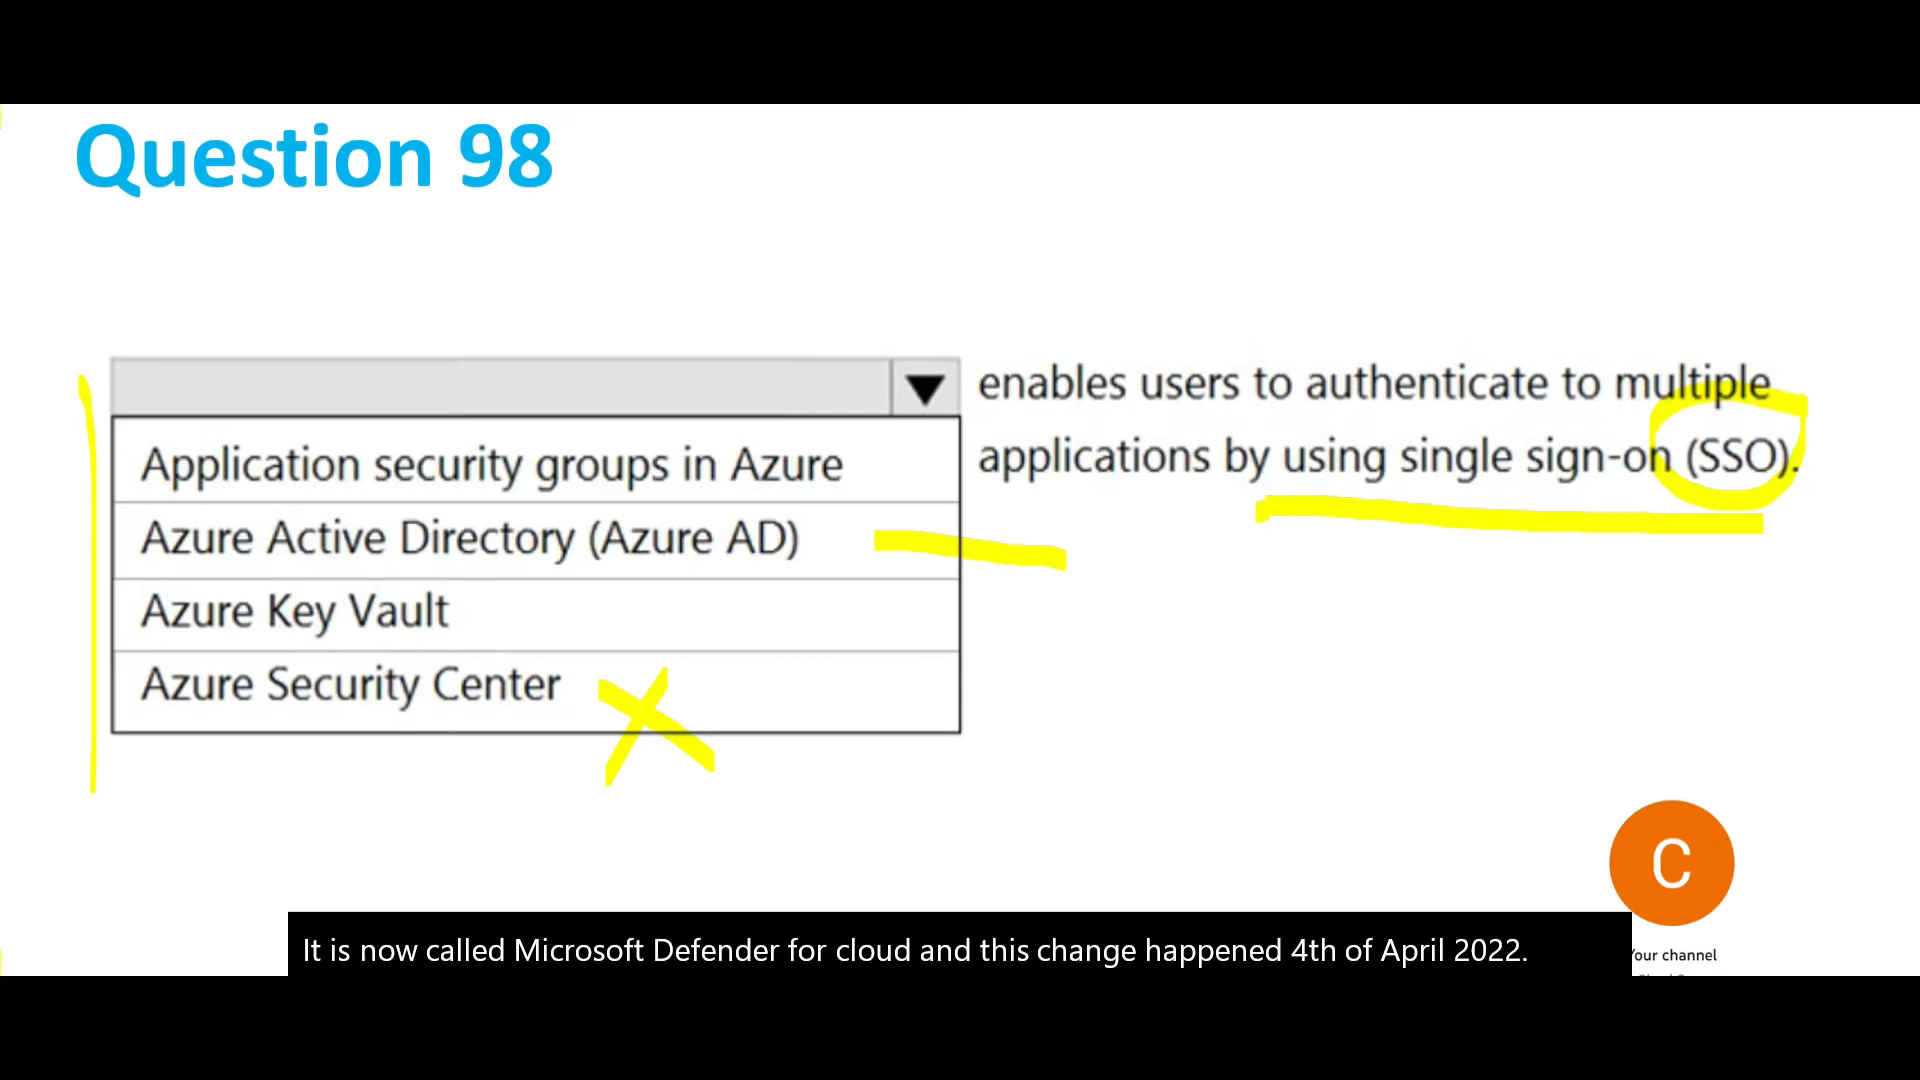 Question 98
enables users to authenticate to multiple
applications by using single sign-on (SSO).
Application security groups in Azure
Azure Active Directory (Azure AD)
Azure Key Vault
Azure Security Center
C
It is now called Microsoft Defender for cloud and this change happened 4th of April 2022.
Your channel